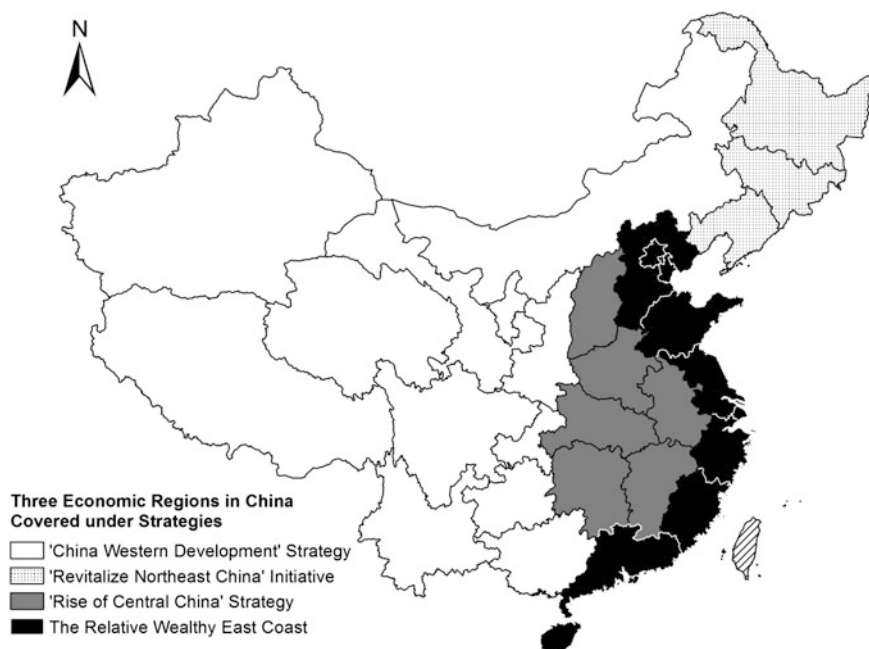 N
Three Economic Regions in China
Covered under Strategies
'China Western Development' Strategy
'Revitalize Northeast China' Initiative
'Rise of Central China' Strategy
The Relative Wealthy East Coast